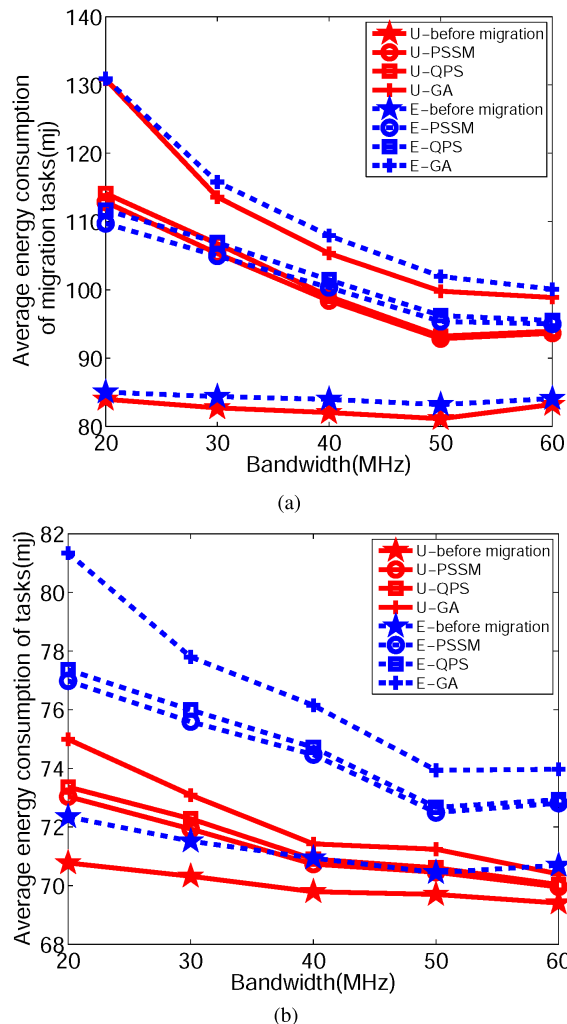 140
130
120
110
100
90
80
20
30
40
50
60
Average energy consumption
of migration tasks(mj)
Bandwidth(MHz)
U-before migration
U-PSSM
U-QPS
U-GA
E-before migration
E-PSSM
E-QPS
E-GA
(a)
82
80
78
76
74
72
70
68
20
30
40
50
60
Average energy consumption of tasks(mj)
Bandwidth(MHz)
U-before migration
U-PSSM
U-QPS
U-GA
E-before migration
E-PSSM
E-QPS
E-GA
(b)